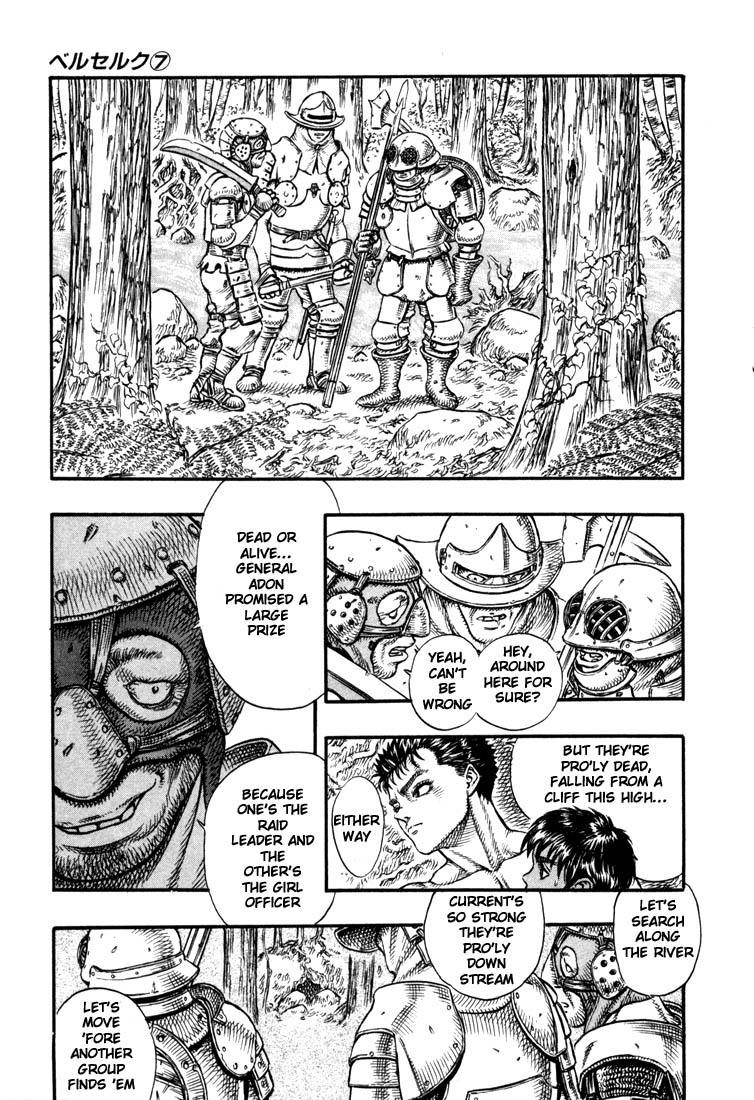 ベルセルク⑦
HEY,
AROUND
HERE FOR
SURE?
YEAH,
CAN'T
BE
WRONG
DEAD OR
ALIVE...
GENERAL
ADON
PROMISED A
LARGE
PRIZE
BUT THEY'RE
PRO'LY DEAD,
FALLING FROM A
CLIFF THIS HIGH...
EITHER
WAY
BECAUSE
ONE'S THE
RAID
LEADER AND
THE
OTHER'S
THE GIRL
OFFICER
LET'S
SEARCH
ALONG
THE RIVER
CURRENT'S
SO STRONG
THEY'RE
PRO'LY
DOWN
STREAM
LET'S
MOVE
'FORE
ANOTHER
GROUP
FINDS 'EM